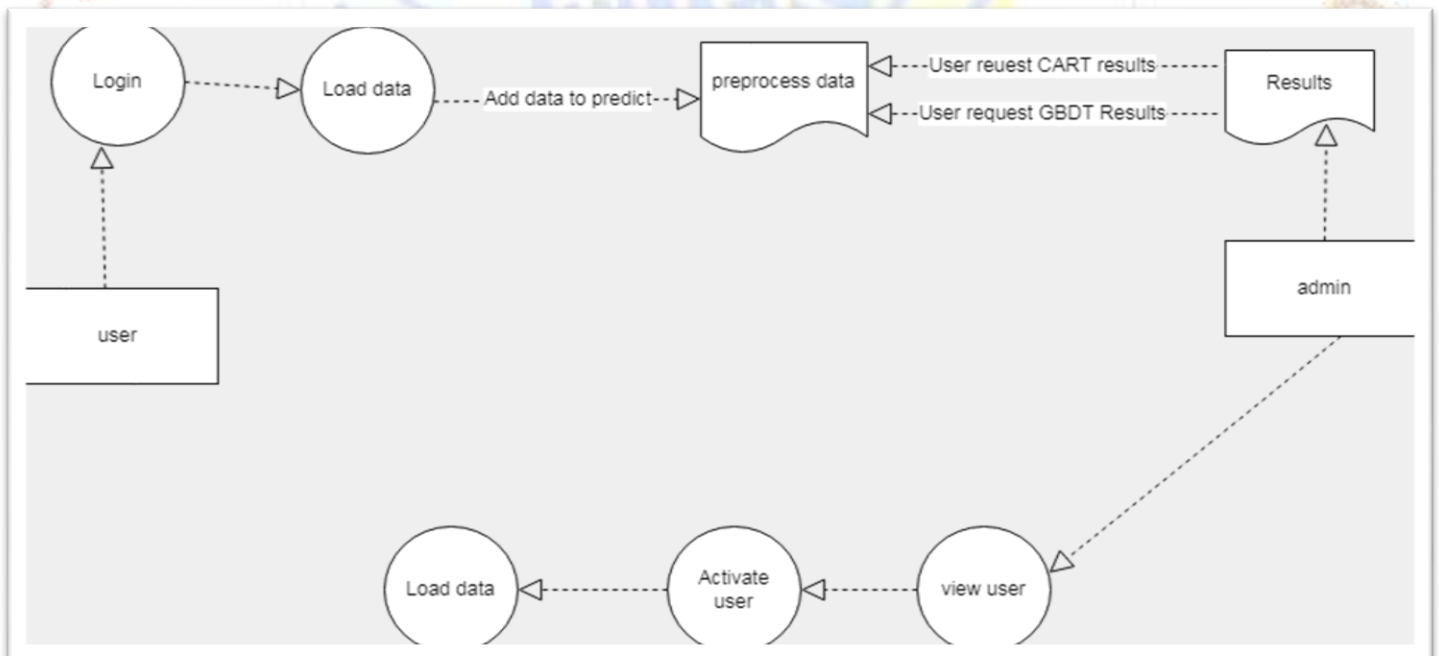 Login
Load data
Add data to predict
preprocess data
User reuest CART results
User request GBDT Results
Results
user
admin
Load data
Activate
user
view user